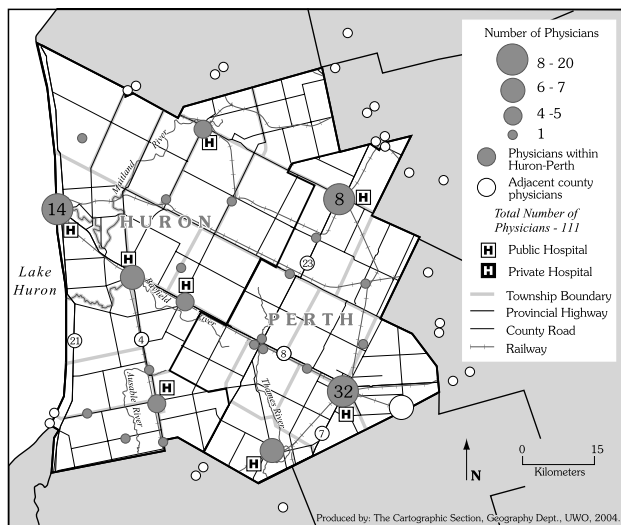 Number of Physicians
8 - 20
6 - 7
4 -5
1
Physicians within
Huron-Perth
Adjacent county
physicians
Total Number of
Physicians - 111
H Public Hospital
H Private Hospital
Township Boundary
Provincial Highway
County Road
Railway
Maitland
River
H
8
H
14
H
HURON
H
23
Lake
Huron
Bayfield
H
River
PERTH
21
4
8
Ausable River
H
Thames River
32
H
7
H
N
0 15
Kilometers
Produced by: The Cartographic Section, Geography Dept., UWO, 2004.